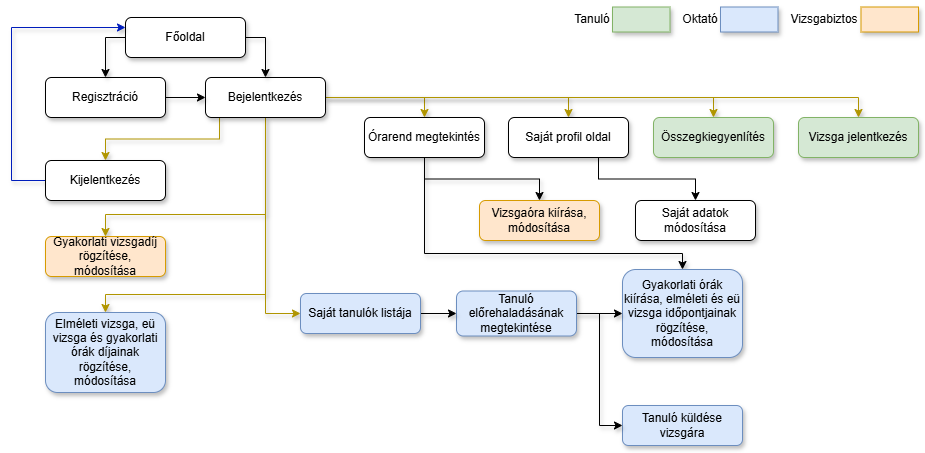 Tanuló
Oktató
Vizsgabiztos
Főoldal
Regisztráció
Bejelentkezés
Órarend megtekintés
Saját profil oldal
Összegkiegyenlítés
Vizsga jelentkezés
Kijelentkezés
Vizsgaóra kiírása,
módosítása
Saját adatok
módosítása
Gyakorlati vizsgadíj
rögzítése,
módosítása
Gyakorlati órák
kiírása, elméleti és eü
vizsga időpontjainak
rögzítése,
módosítása
Saját tanulók listája
Tanuló
előrehaladásának
megtekintése
Elméleti vizsga, eü
vizsga és gyakorlati
órák díjainak
rögzítése,
módosítása
Tanuló küldése
vizsgára